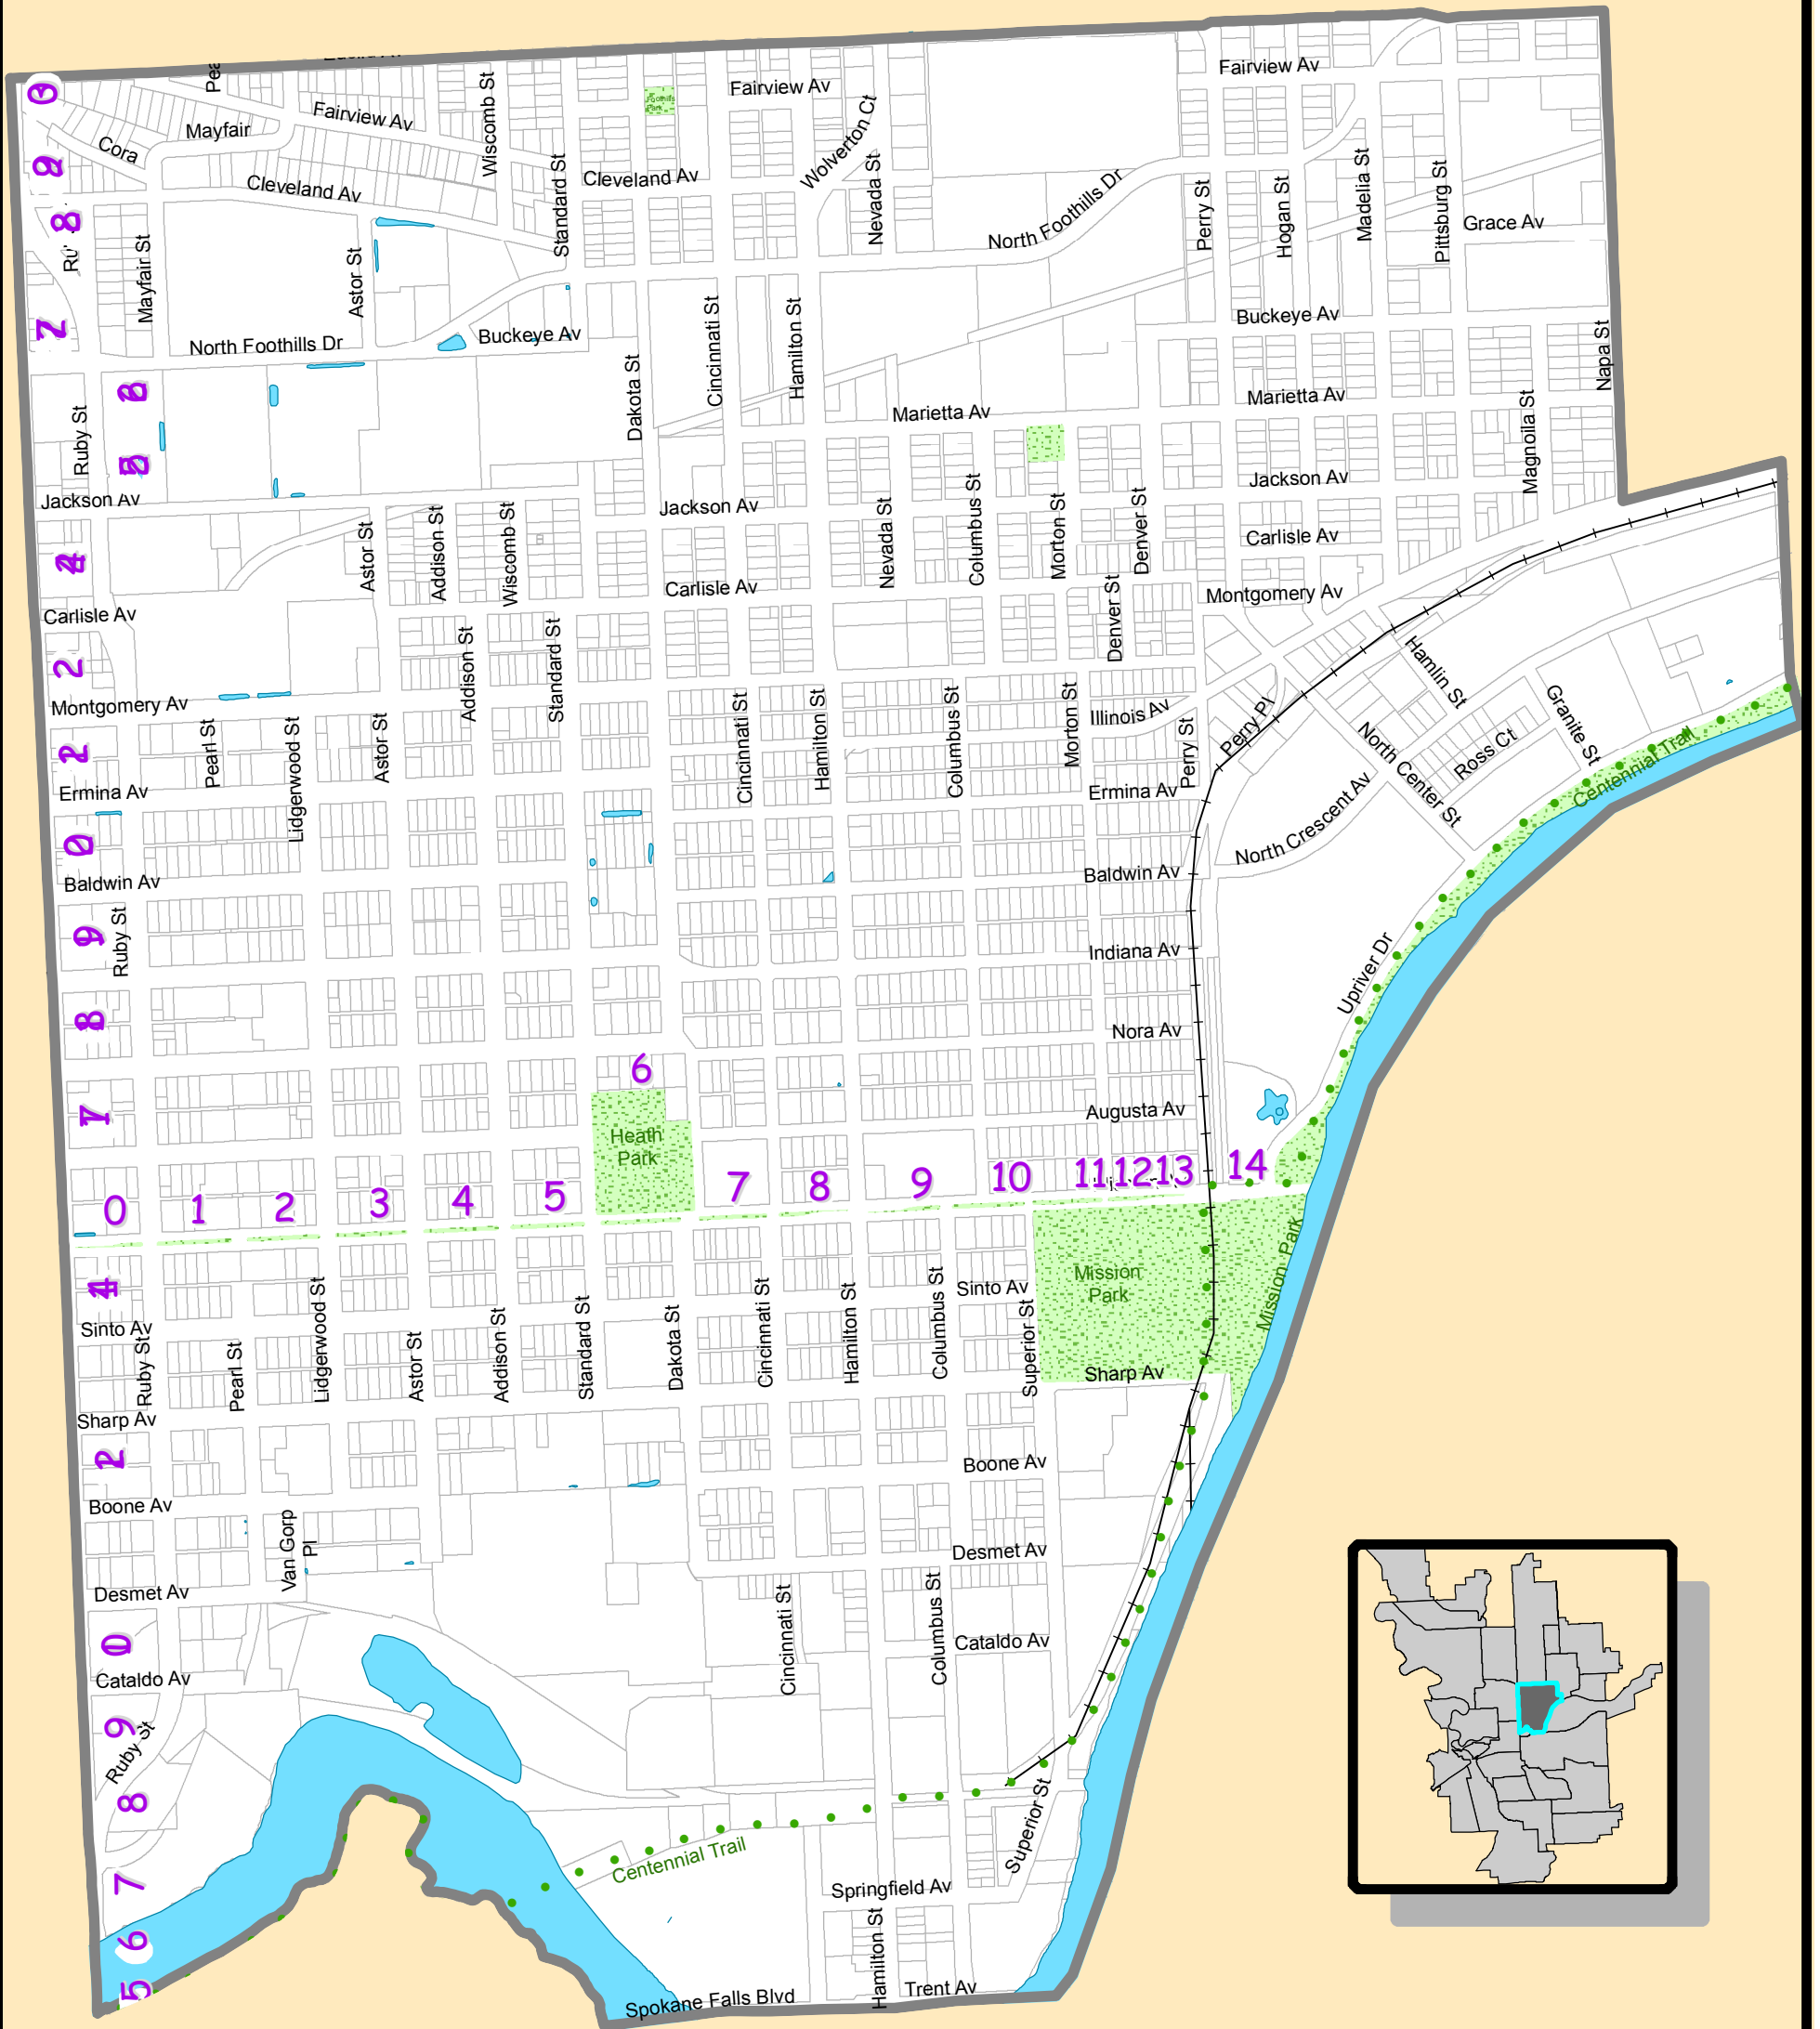 Fairview Av
Fairview Av
Fairview Av
Mayfair
Cora
Wiscomb St
Foothills
Park
Wolverton Ct
Cleveland Av
Cleveland Av
Standard St
Nevada St
North Foothills Dr
Perry St
Hogan St
Madelia St
Pittsburg St
Grace Av
8
Mayfair St
Astor St
Buckeye Av
Buckeye Av
North Foothills Dr
Cincinnati St
Hamilton St
Dakota St
Napa St
Marietta Av
Marietta Av
Ruby St
Magnolia St
Jackson Av
Jackson Av
Jackson Av
Nevada St
Columbus St
Morton St
Denver St
Carlisle Av
Astor St
Addison St
Wiscomb St
Carlisle Av
Carlisle Av
Montgomery Av
Denver St
2
Addison St
Standard St
Hamlin St
Montgomery Av
Pearl St
Lidgerwood St
Astor St
Cincinnati St
Hamilton St
Columbus St
Morton St
Illinois Av
Perry St
Perry Pl
North Center St
Ross Ct
Granite St
Centennial Trail
Ermina Av
Ermina Av
North Crescent Av
Baldwin Av
Baldwin Av
Ruby St
Indiana Av
Upriver Dr
8
Nora Av
6
Augusta Av
Heath
Park
0 1 2 3 4 5 7 8 9 10 11 12 13 14
Mission
Park
Mission Park
Sinto Av
Sinto Av
Ruby St
Pearl St
Lidgerwood St
Astor St
Addison St
Standard St
Dakota St
Cincinnati St
Hamilton St
Columbus St
Superior St
Sharp Av
Sharp Av
Boone Av
Boone Av
Van Gorp
Pl
Desmet Av
Desmet Av
Cincinnati St
Columbus St
Cataldo Av
Cataldo Av
9
Ruby St
8
Superior St
Centennial Trail
7
Springfield Av
6
Hamilton St
5
Spokane Falls Blvd
Trent Av